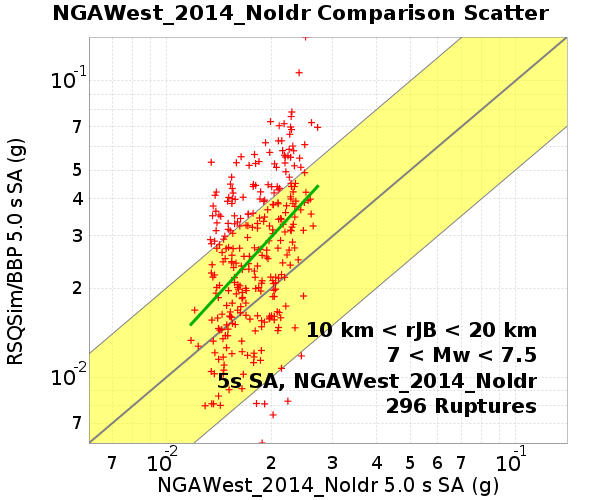 NGAWest_2014_NoIdr Comparison Scatter
RSQSim/BBP 5.0 s SA (g)
10⁻¹
7
5
4
3
2
10⁻²
7
10 km < rJB < 20 km
7 < Mw < 7.5
5s SA, NGAWest_2014_NoIdr
296 Ruptures
7 10⁻² 2 3 4 5 6 7 10⁻¹
NGAWest_2014_NoIdr 5.0 s SA (g)